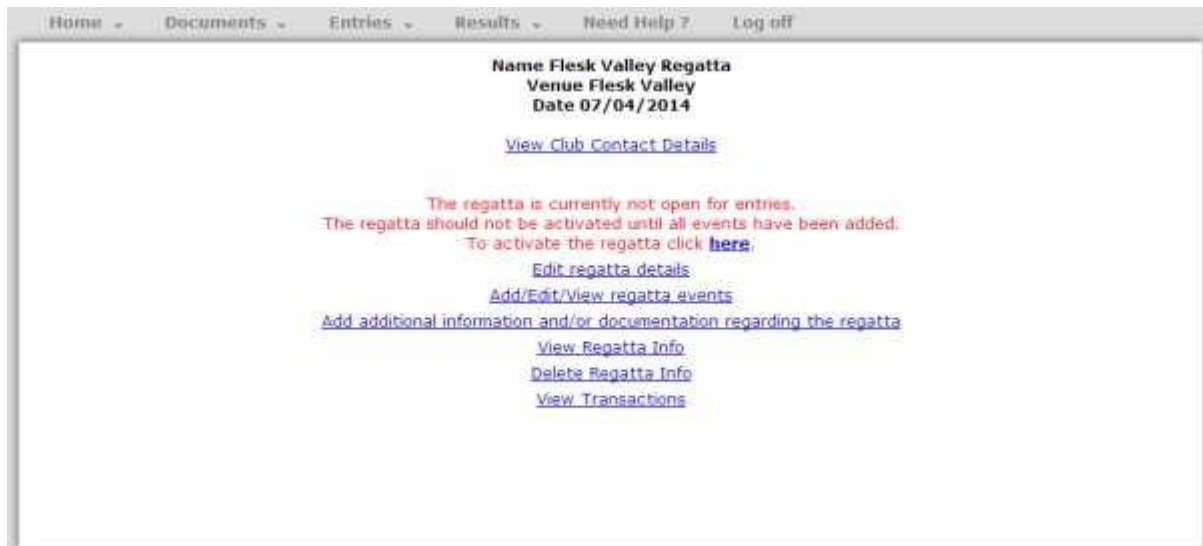 Home Documents Entries Results Need Help ? Log off
Name Flesk Valley Regatta
Venue Flesk Valley
Date 07/04/2014
View Club Contact Details
The regatta is currently not open for entries.
The regatta should not be activated until all events have been added.
To activate the regatta click here.
Edit regatta details
Add/Edit/View regatta events
Add additional information and/or documentation regarding the regatta
View Regatta Info
Delete Regatta Info
View Transactions